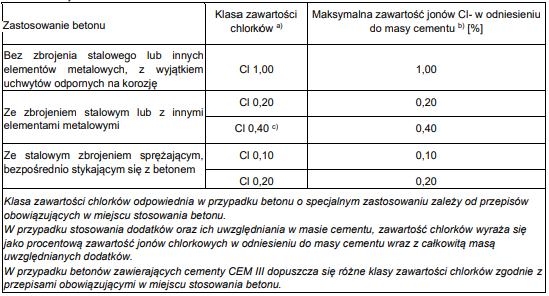 Zastosowanie betonu
Klasa zawartości
chlorków a)
Maksymalna zawartość jonów Cl- w odniesieniu
do masy cementu b) [%]
Bez zbrojenia stalowego lub innych
elementów metalowych, z wyjątkiem
uchwytów odpornych na korozję
Cl 1,00
1,00
Ze zbrojeniem stalowym lub z innymi
elementami metalowymi
Cl 0,20
0,20
Cl 0,40 c)
0,40
Ze stalowym zbrojeniem sprężającym,
bezpośrednio stykającym się z betonem
Cl 0,10
0,10
Cl 0,20
0,20
Klasa zawartości chlorków odpowiednia w przypadku betonu o specjalnym zastosowaniu zależy od przepisów
obowiązujących w miejscu stosowania betonu.
W przypadku stosowania dodatków oraz ich uwzględniania w masie cementu, zawartość chlorków wyraża się
jako procentową zawartość jonów chlorkowych w odniesieniu do masy cementu wraz z całkowitą masą
uwzględnianych dodatków.
W przypadku betonów zawierających cementy CEM III dopuszcza się różne klasy zawartości chlorków zgodnie z
przepisami obowiązującymi w miejscu stosowania betonu.